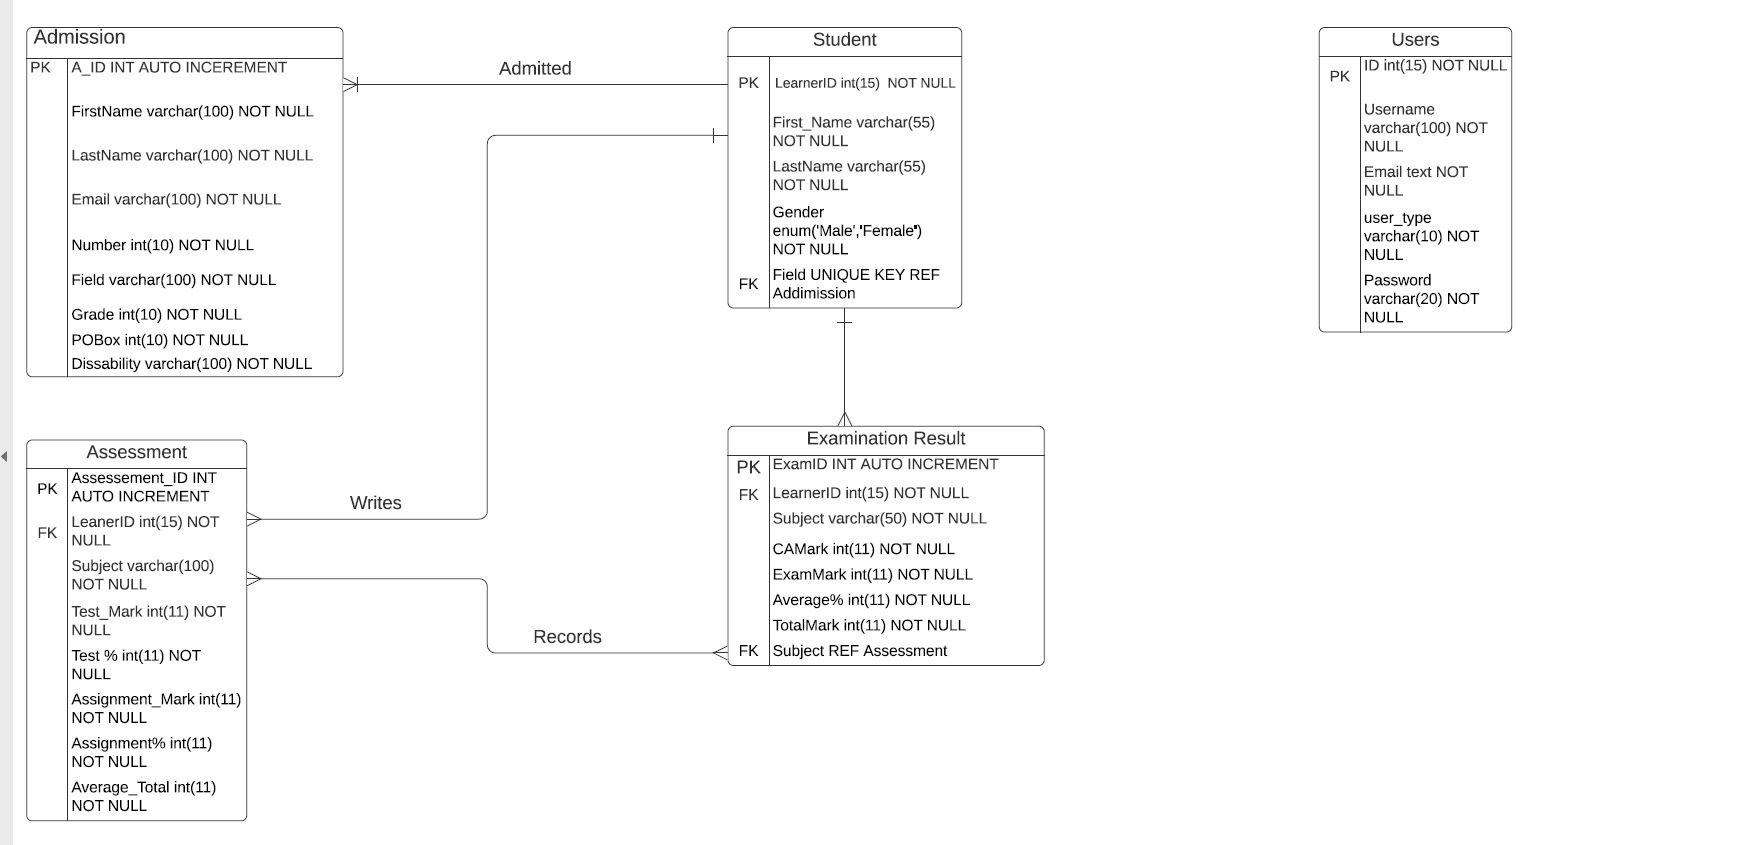 Admission
PK
A_ID INT AUTO INCEREMENT
FirstName varchar(100) NOT NULL
LastName varchar(100) NOT NULL
Email varchar(100) NOT NULL
Number int(10) NOT NULL
Field varchar(100) NOT NULL
Grade int(10) NOT NULL
POBox int(10) NOT NULL
Dissability varchar(100) NOT NULL
Admitted
Student
PK
LearnerID int(15) NOT NULL
First_Name varchar(55)
NOT NULL
LastName varchar(55)
NOT NULL
Gender
enum('Male','Female')
NOT NULL
FK
Field UNIQUE KEY REF
Addimission
Users
PK
ID int(15) NOT NULL
Username
varchar(100) NOT
NULL
Email text NOT
NULL
user_type
varchar(10) NOT
NULL
Password
varchar(20) NOT
NULL
Assessment
PK
Assessement_ID INT
AUTO INCREMENT
FK
LeanerID int(15) NOT
NULL
Subject varchar(100)
NOT NULL
Test_Mark int(11) NOT
NULL
Test % int(11) NOT
NULL
Assignment_Mark int(11)
NOT NULL
Assignment% int(11)
NOT NULL
Average_Total int(11)
NOT NULL
Writes
Records
Examination Result
PK
ExamID INT AUTO INCREMENT
FK
LearnerID int(15) NOT NULL
Subject varchar(50) NOT NULL
CAMark int(11) NOT NULL
ExamMark int(11) NOT NULL
Average% int(11) NOT NULL
TotalMark int(11) NOT NULL
FK
Subject REF Assessment